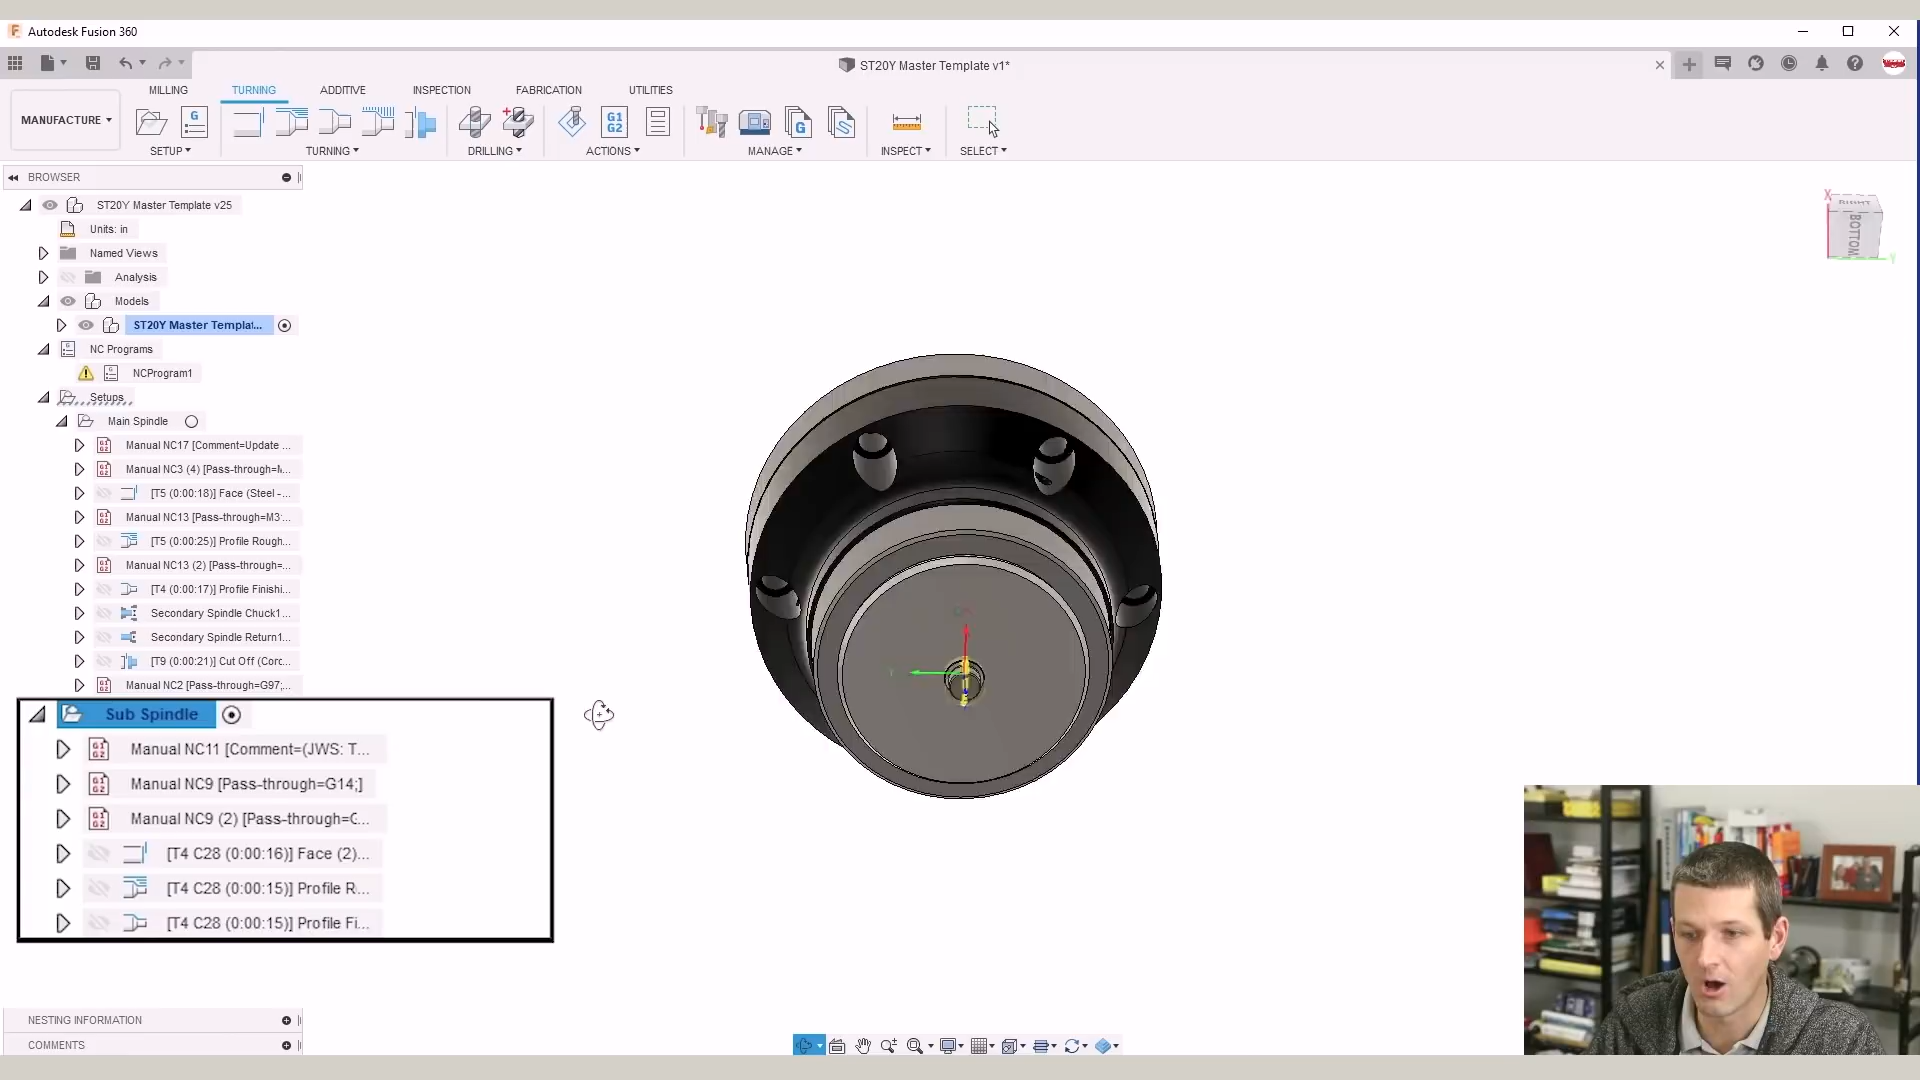 Autodesk Fusion 360
ST20Y Master Template v1*
MILLING TURNING ADDITIVE INSPECTION FABRICATION UTILITIES
MANUFACTURE
G
G1 G2
G
SETUP TURNING DRILLING ACTIONS MANAGE INSPECT SELECT
BROWSER
ST20Y Master Template v25
Units: in
Named Views
Analysis
Models
ST20Y Master Templat...
NC Programs
NCProgram1
Setups
Main Spindle
Manual NC17 [Comment=Update ...
Manual NC3 (4) [Pass-through=M...
[T5 (0:00:18)] Face (Steel -...
Manual NC13 [Pass-through=M3...
[T5 (0:00:25)] Profile Rough...
Manual NC13 (2) [Pass-through=...
[T4 (0:00:17)] Profile Finishi...
Secondary Spindle Chuck1...
Secondary Spindle Return1...
[T9 (0:00:21)] Cut Off (Corc...
Manual NC2 [Pass-through=G97;...
Sub Spindle
Manual NC11 [Comment=(JWS: T...
Manual NC9 [Pass-through=G14;]
Manual NC9 (2) [Pass-through=G...
[T4 C28 (0:00:16)] Face (2)...
[T4 C28 (0:00:15)] Profile R...
[T4 C28 (0:00:15)] Profile Fi...
NESTING INFORMATION
COMMENTS
X
RIGHT
BOTTOM
Y